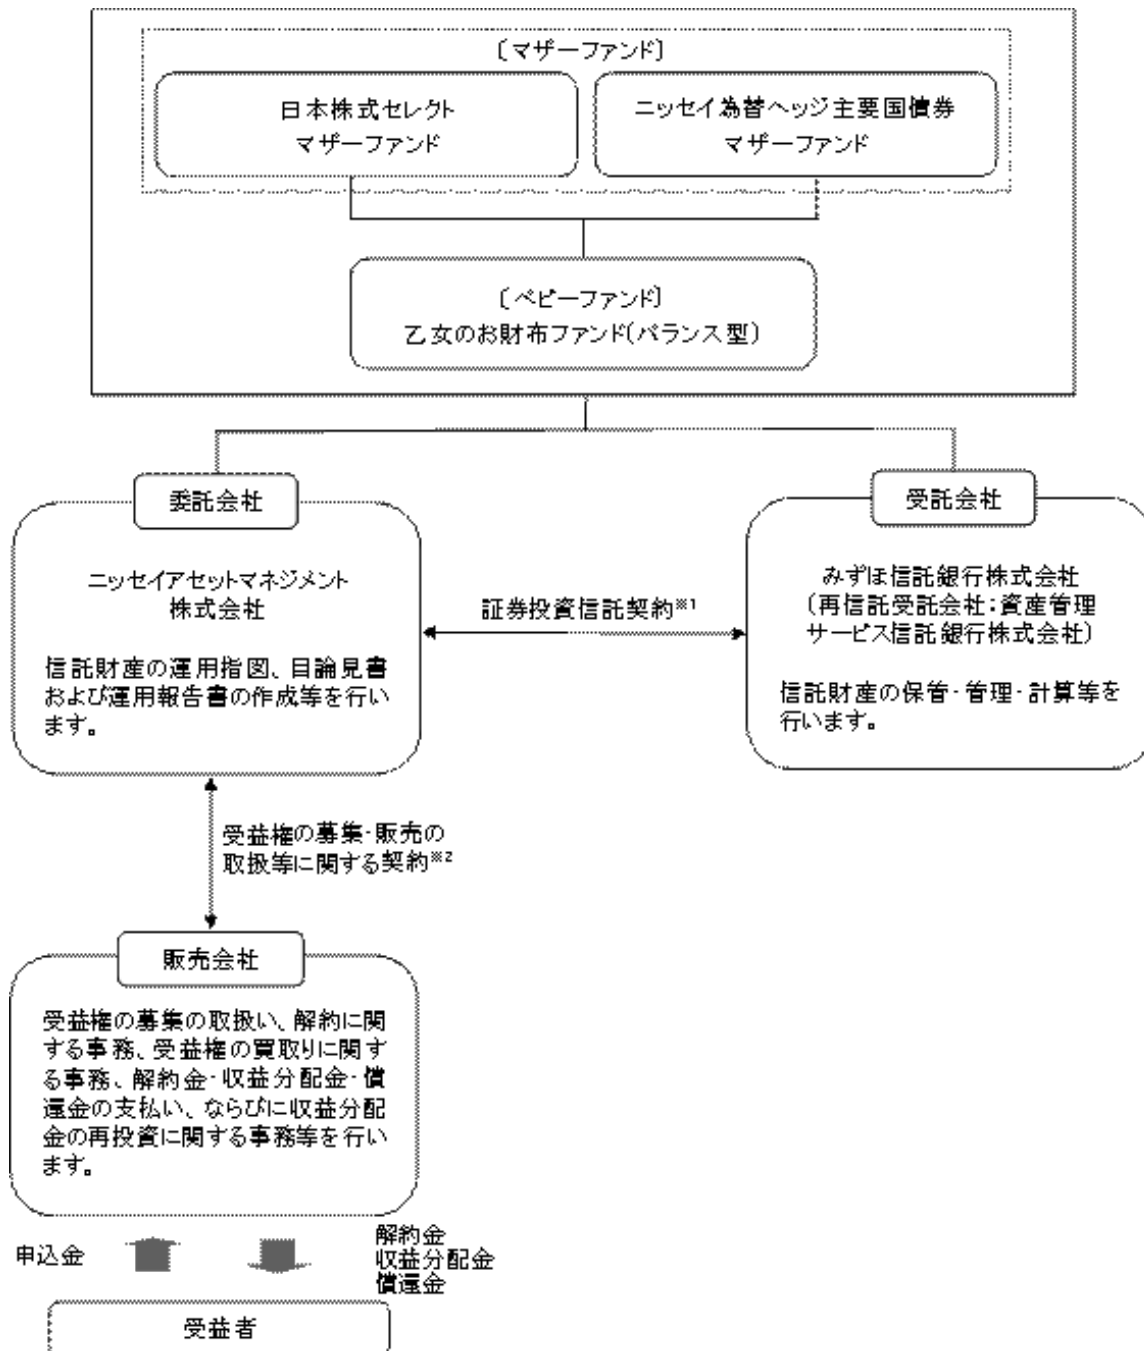 〔マザーファンド〕
日本株式セレクト
マザーファンド
ニッセイ為替ヘッジ主要国債券
マザーファンド
〔ベビーファンド〕
乙女のお財布ファンド(バランス型)
委託会社
ニッセイアセットマネジメント
株式会社
信託財産の運用指図、目論見書
および運用報告書の作成等を行い
ます。
証券投資信託契約※1
受託会社
みずほ信託銀行株式会社
(再信託受託会社:資産管理
サービス信託銀行株式会社)
信託財産の保管・管理・計算等を
行います。
受益権の募集・販売の
取扱等に関する契約※2
販売会社
受益権の募集の取扱い、解約に関
する事務、受益権の買取りに関す
る事務、解約金・収益分配金・償
還金の支払い、ならびに収益分配
金の再投資に関する事務等を行い
ます。
申込金
解約金
収益分配金
償還金
受益者